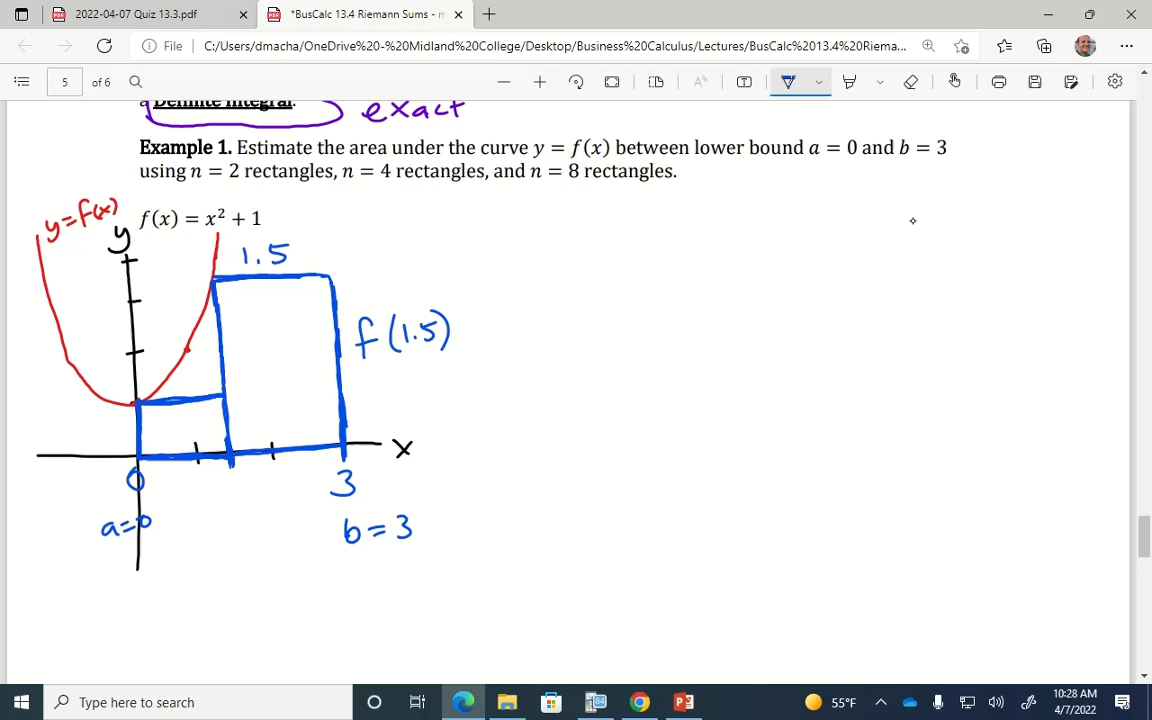 2022-04-07 Quiz 13.3.pdf
*BusCalc 13.4 Riemann Sums - m
File
C:/Users/dmacha/OneDrive%20-%20Midland%20College/Desktop/Business%20Calculus/Lectures/BusCalc%2013.4%20Riema...
5 of 6
a Definite Integral. exact
Example 1. Estimate the area under the curve y = f(x) between lower bound a = 0 and b = 3
using n = 2 rectangles, n = 4 rectangles, and n = 8 rectangles.
y=f(x)
f(x) = x² + 1
y
1.5
f(1.5)
x
0
3
a=0
b = 3
Type here to search
55°F
10:28 AM
4/7/2022